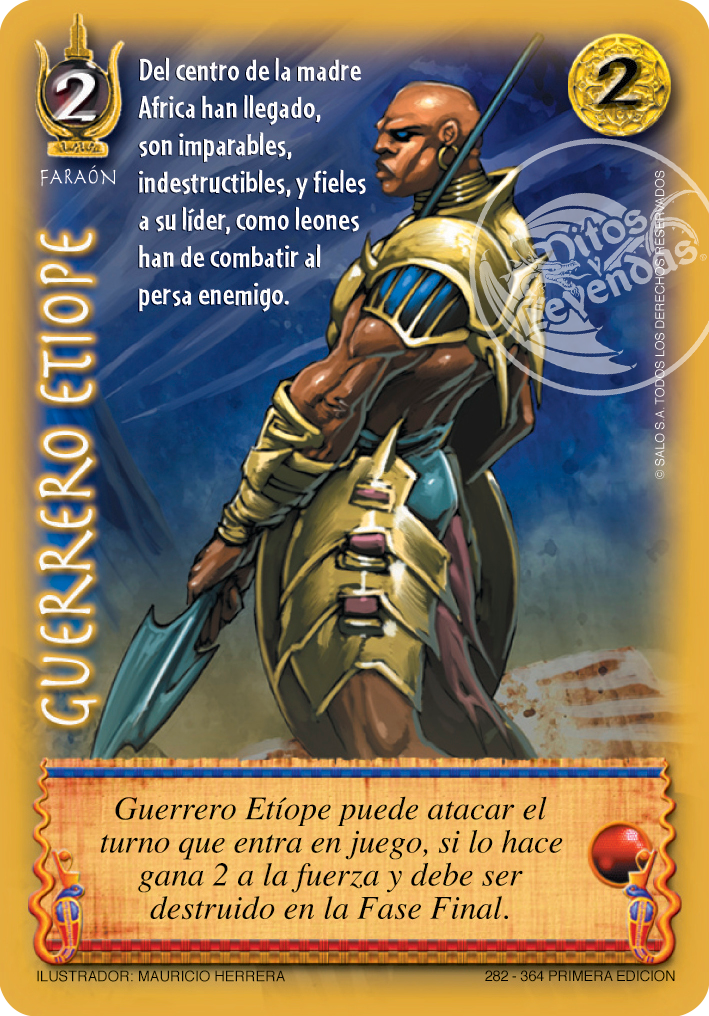 2
FARAÓN
2
Del centro de la madre
Africa han llegado,
son imparables,
indestructibles, y fieles
a su líder, como leones
han de combatir al
persa enemigo.
GUERRERO ETIOPE
Mitos
y
Leyendas
©
© SALO S.A. TODOS LOS DERECHOS RESERVADOS
Guerrero Etíope puede atacar el
turno que entra en juego, si lo hace
gana 2 a la fuerza y debe ser
destruido en la Fase Final.
ILUSTRADOR: MAURICIO HERRERA
282 - 364 PRIMERA EDICION